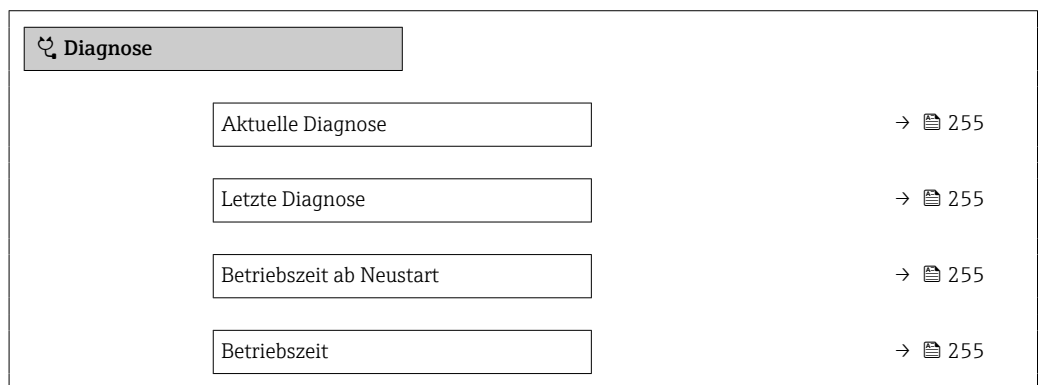 Diagnose
Aktuelle Diagnose → 255
Letzte Diagnose → 255
Betriebszeit ab Neustart → 255
Betriebszeit → 255